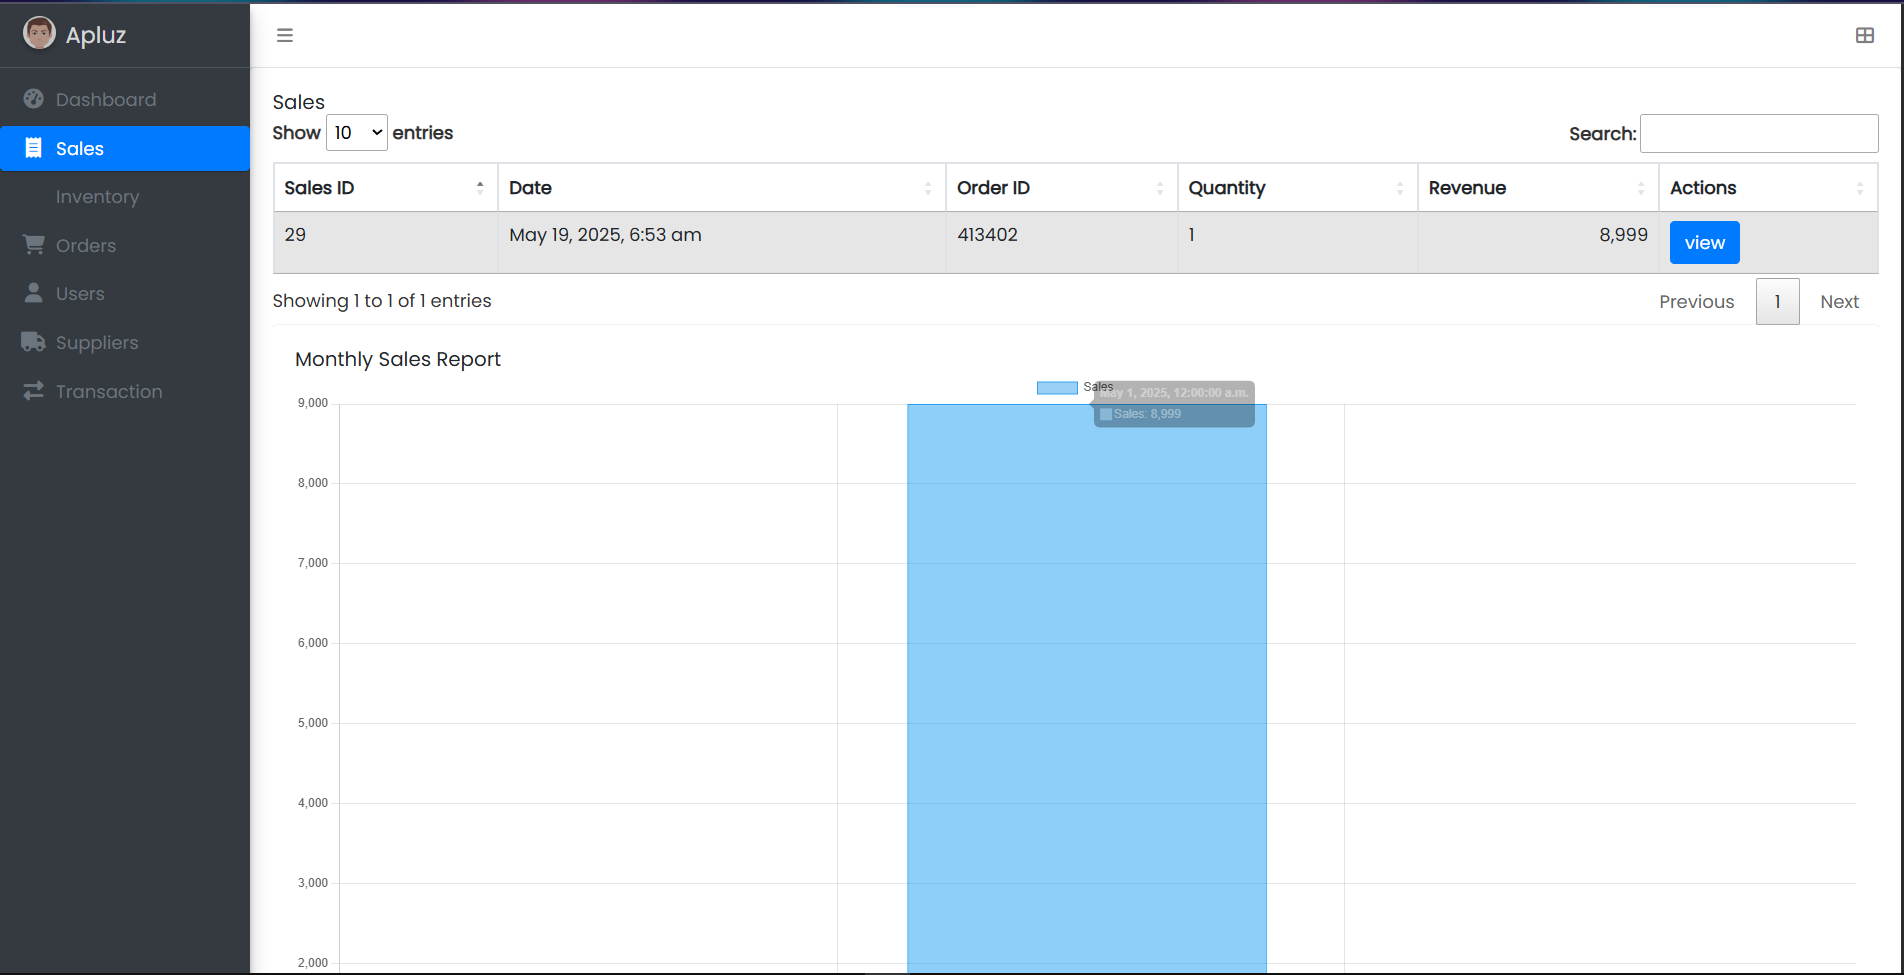 Apluz
Dashboard
Sales
Inventory
Orders
Users
Suppliers
Transaction
Sales
Show 10 entries
Search:
Sales ID Date Order ID Quantity Revenue Actions
29 May 19, 2025, 6:53 am 413402 1 8,999 view
Showing 1 to 1 of 1 entries
Previous 1 Next
Monthly Sales Report
Sales
May 1, 2025, 12:00:00 a.m.
Sales: 8,999
9,000
8,000
7,000
6,000
5,000
4,000
3,000
2,000